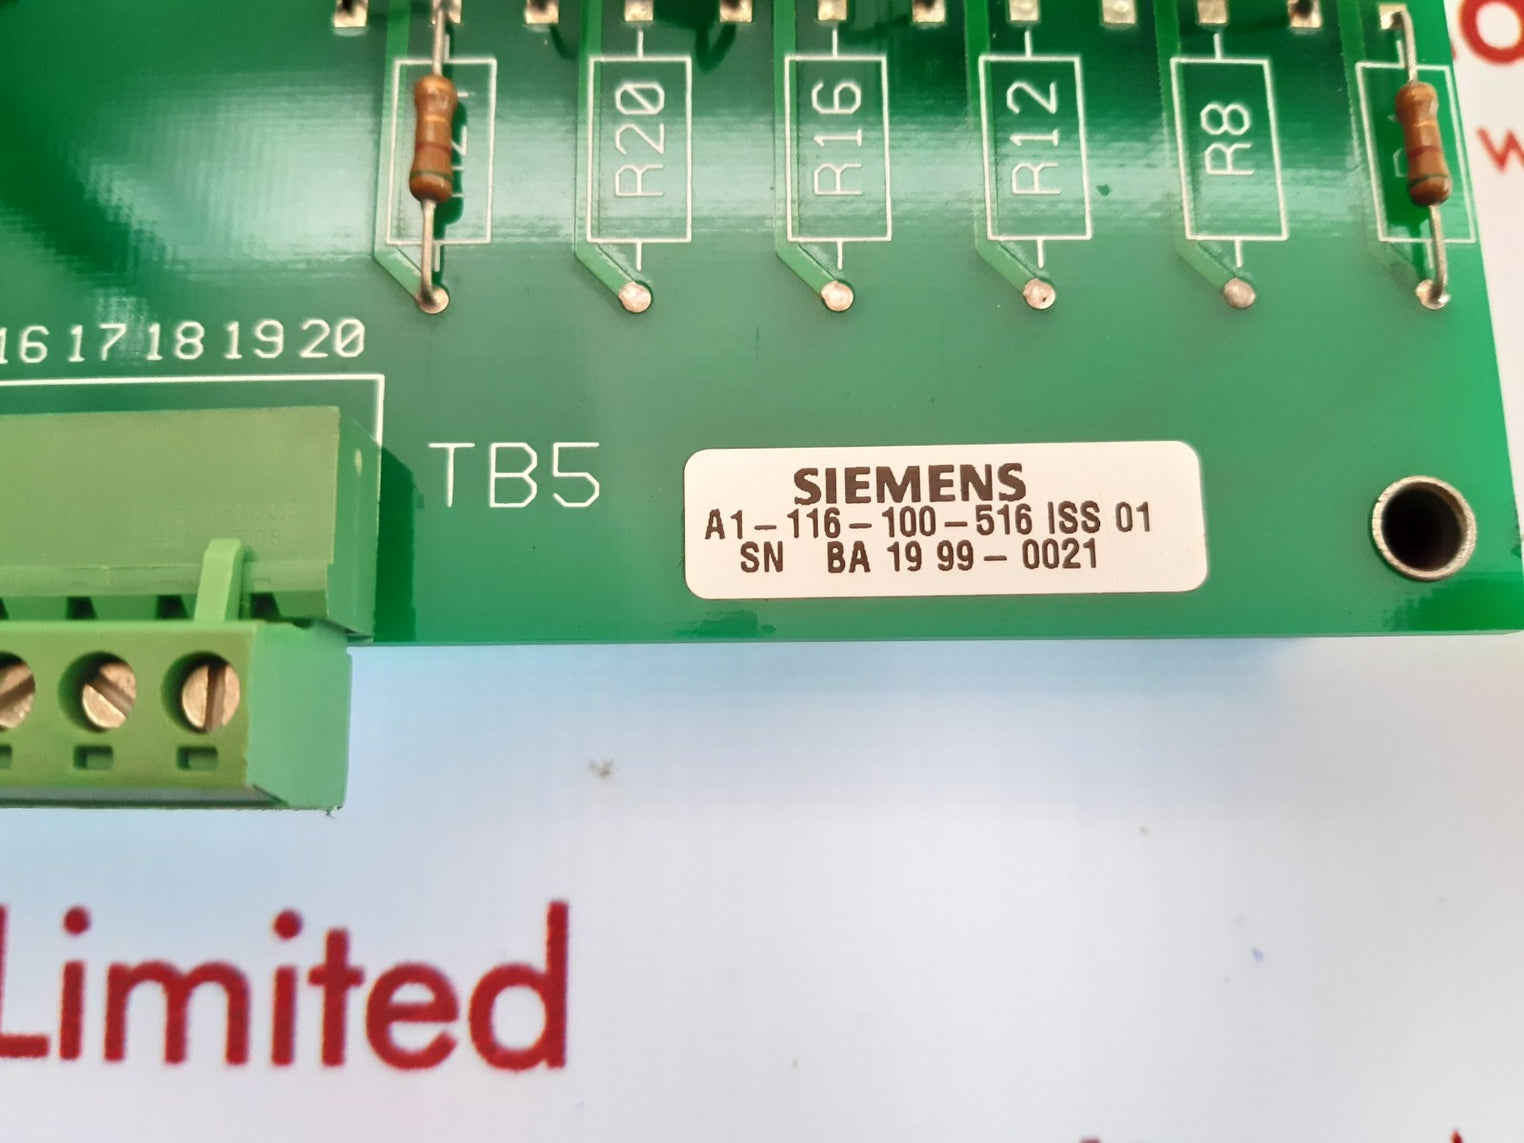 R20
R16
R12
R8
16 17 18 19 20
TB5
SIEMENS
A1-116-100-516 ISS 01
SN BA 19 99-0021
Limited